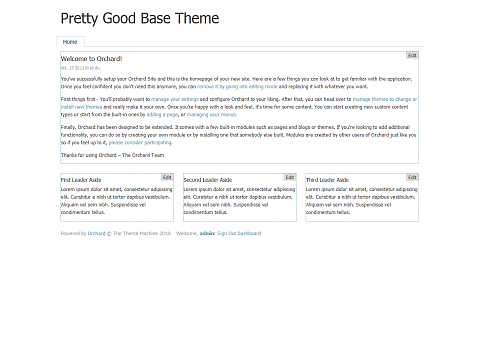 Pretty Good Base Theme
Home
Edit
Welcome to Orchard!
You've successfully setup your Orchard Site and this is the homepage of your new site. Here are a few things you can look at to get familiar with the application.
Once you feel confident you don't need this anymore, you can remove it by going into editing mode and replacing it with whatever you want.
First things first - You'll probably want to manage your settings and configure Orchard to your liking. After that, you can head over to manage themes to change or
install new themes and really make it your own. Once you're happy with a look and feel, it's time for some content. You can start creating new custom content
types or start from the built-in ones by adding a page, or managing your menus.
Finally, Orchard has been designed to be extended. It comes with a few built-in modules such as pages and blogs or themes. If you're looking to add additional
functionality, you can do so by creating your own module or by installing one that somebody else built. Modules are created by other users of Orchard just like you
so if you feel up to it, please consider participating.
Thanks for using Orchard – The Orchard Team
Edit
First Leader Aside
Lorem ipsum dolor sit amet, consectetur adipiscing
elit. Curabitur a nibh ut tortor dapibus vestibulum.
Aliquam vel sem nibh. Suspendisse vel
condimentum tellus.
Edit
Second Leader Aside
Lorem ipsum dolor sit amet, consectetur adipiscing
elit. Curabitur a nibh ut tortor dapibus vestibulum.
Aliquam vel sem nibh. Suspendisse vel
condimentum tellus.
Edit
Third Leader Aside
Lorem ipsum dolor sit amet, consectetur adipiscing
elit. Curabitur a nibh ut tortor dapibus vestibulum.
Aliquam vel sem nibh. Suspendisse vel
condimentum tellus.
Powered by Orchard © The Theme Machine 2010. Welcome, admin! Sign Out Dashboard